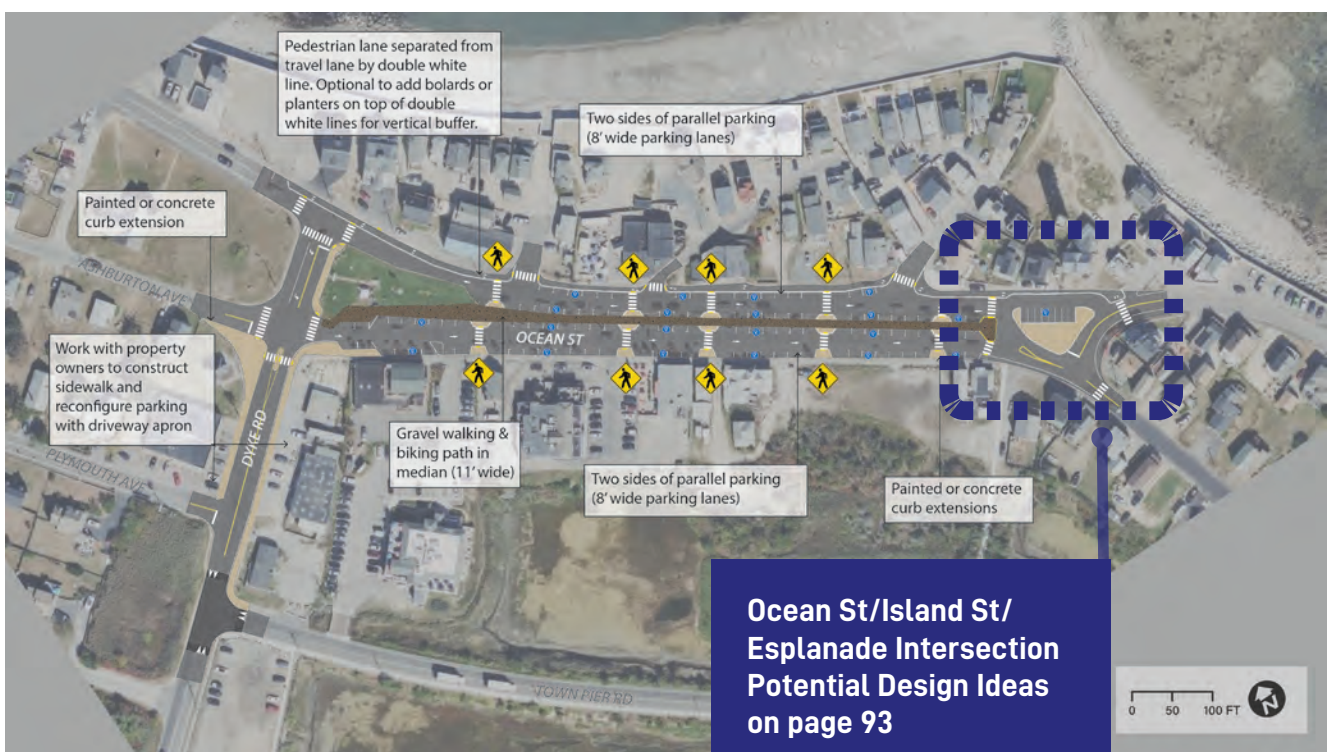 Pedestrian lane separated from
travel lane by double white
line. Optional to add bolards or
planters on top of double
white lines for vertical buffer.
Two sides of parallel parking
(8' wide parking lanes)
Painted or concrete
curb extension
ASHBURTON AVE
OCEAN ST
Work with property
owners to construct
sidewalk and
reconfigure parking
with driveway apron
DYKE RD
PLYMOUTH AVE
Gravel walking &
biking path in
median (11' wide)
Two sides of parallel parking
(8' wide parking lanes)
Painted or concrete
curb extensions
TOWN PIER RD
Ocean St/Island St/
Esplanade Intersection
Potential Design Ideas
on page 93
0 50 100 FT
N